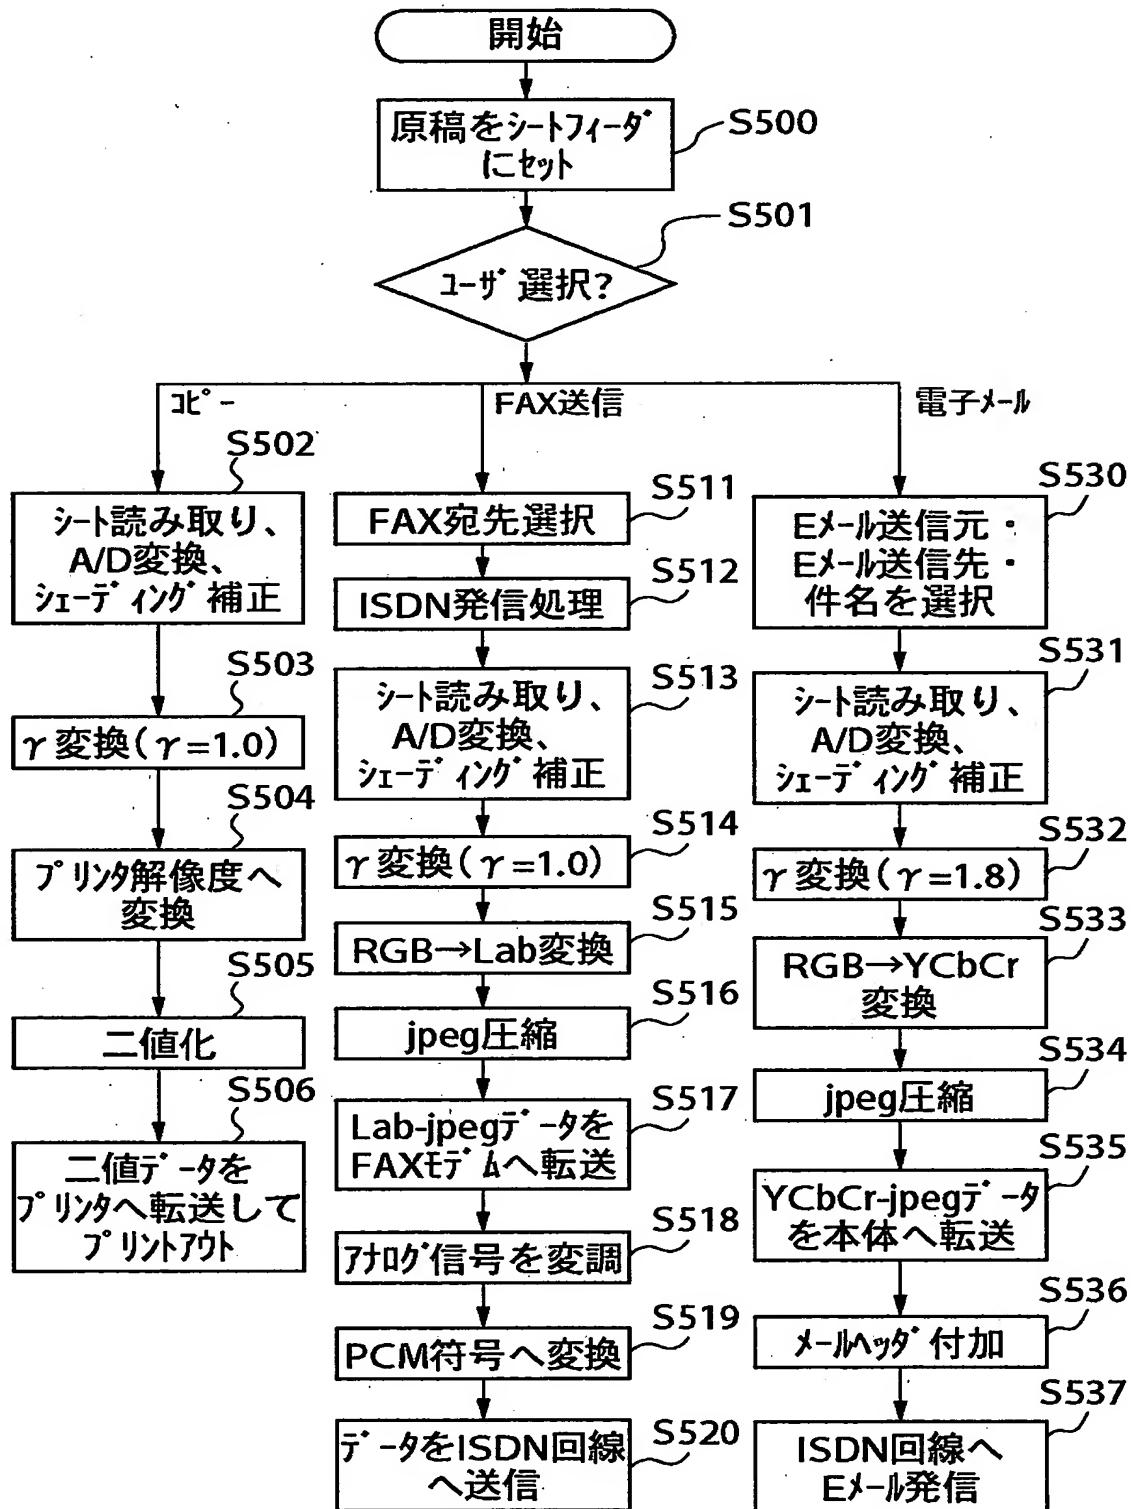 開始
原稿をシートフィーダ
にセット
S500
S501
ユーザ選択?
コピー
FAX送信
電子メール
S502
シート読み取り、
A/D変換、
シェーディング補正
S503
γ変換(γ=1.0)
S504
プリンタ解像度へ
変換
S505
二値化
S506
二値データを
プリンタへ転送して
プリントアウト
S511
FAX宛先選択
S512
ISDN発信処理
S513
シート読み取り、
A/D変換、
シェーディング補正
S514
γ変換(γ=1.0)
S515
RGB→Lab変換
S516
jpeg圧縮
S517
Lab-jpegデータを
FAXモデムへ転送
S518
アナログ信号を変調
S519
PCM符号へ変換
S520
データをISDN回線
へ送信
S530
Eメール送信元・
Eメール送信先・
件名を選択
S531
シート読み取り、
A/D変換、
シェーディング補正
S532
γ変換(γ=1.8)
S533
RGB→YCbCr
変換
S534
jpeg圧縮
S535
YCbCr-jpegデータ
を本体へ転送
S536
メールヘッダ付加
S537
ISDN回線へ
Eメール発信